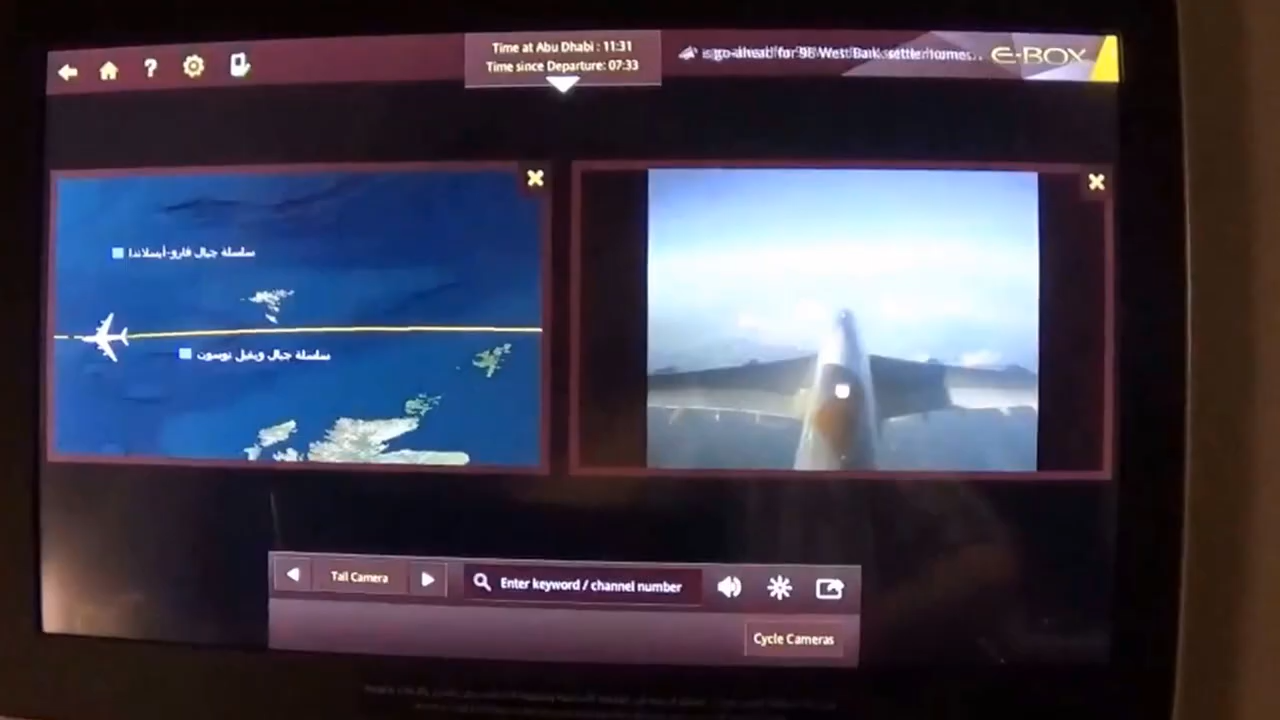 Time at Abu Dhabi : 11:31
Time since Departure: 07:33
go-ahead for 98 West Bank settler homes..
E-BOX
?
سلسلة جبال فارو-أيسلاندا
سلسلة جبال ويفيل تومسون
Tail Camera
Enter keyword / channel number
Cycle Cameras